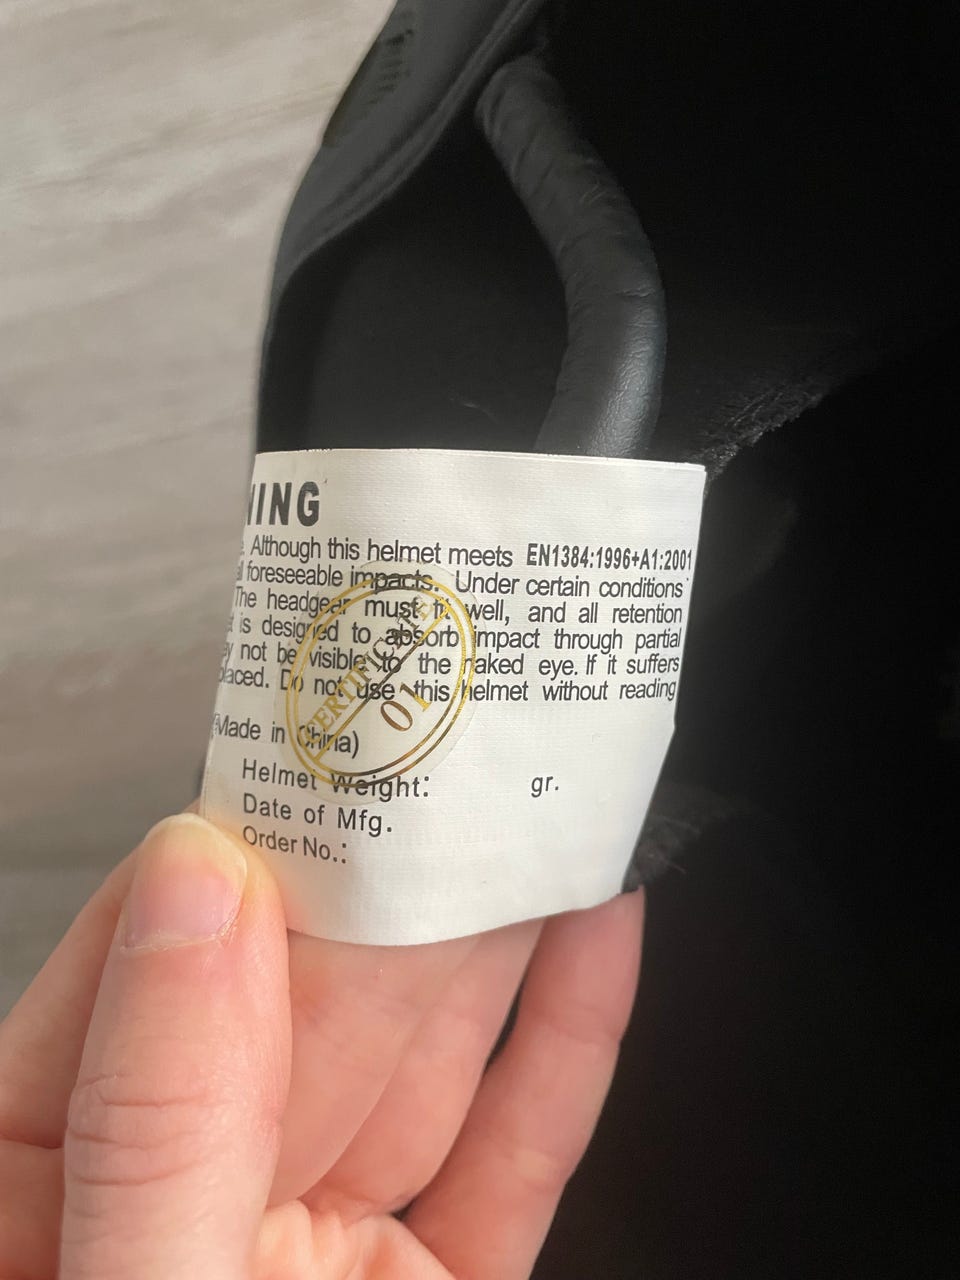 NING
. Although this helmet meets EN1384:1996+A1:2001
all foreseeable impacts. Under certain conditions
The headgear must fit well, and all retention
is designed to absorb impact through partial
may not be visible to the naked eye. If it suffers
placed. Do not use this helmet without reading
(Made in China)
CERTIFICATE
01
Helmet Weight: gr.
Date of Mfg.
Order No.: